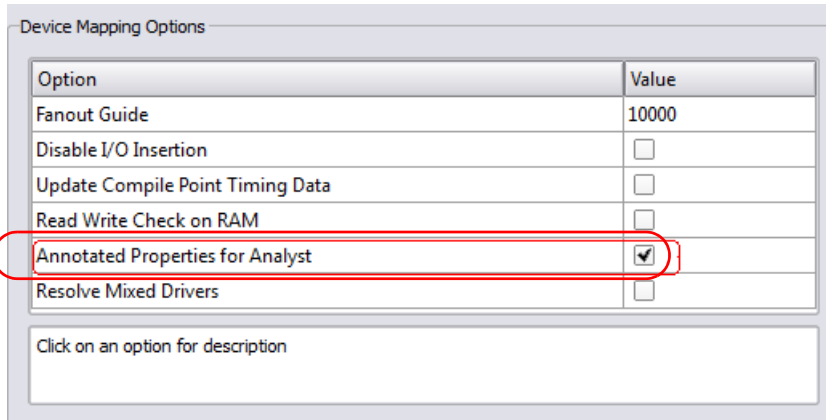 Device Mapping Options
Option Value
Fanout Guide 10000
Disable I/O Insertion
Update Compile Point Timing Data
Read Write Check on RAM
Annotated Properties for Analyst
Resolve Mixed Drivers
Click on an option for description